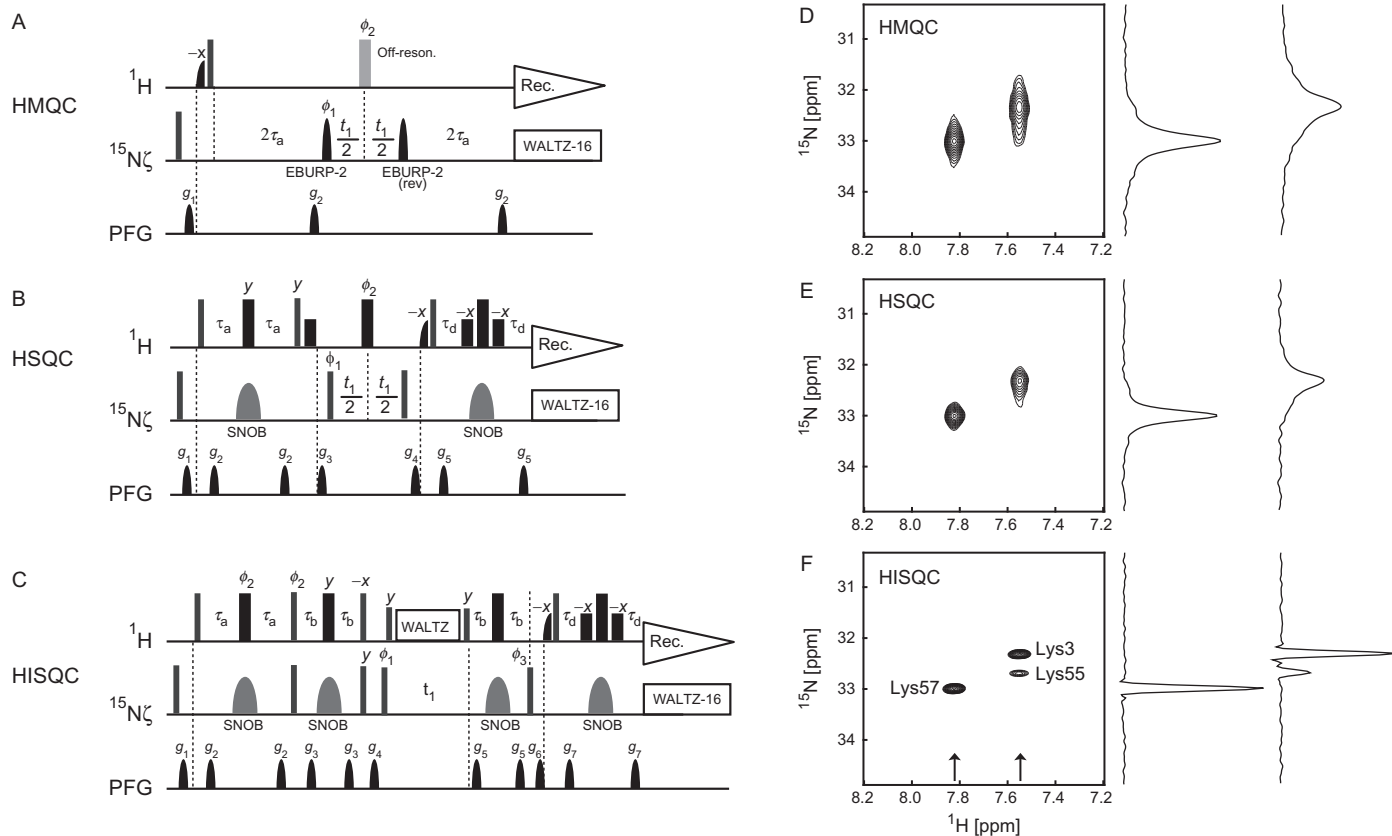 A
HMQC
1H
−x
ϕ2
Off-reson.
Rec.
15Nζ
2τa
ϕ1
t1
2
t1
2
2τa
WALTZ-16
EBURP-2
EBURP-2
(rev)
PFG
g1
g2
g2
B
HSQC
1H
y
y
ϕ2
−x
−x
−x
τa
τa
τd
τd
Rec.
15Nζ
ϕ1
t1
2
t1
2
WALTZ-16
SNOB
SNOB
PFG
g1
g2
g2
g3
g4
g5
g5
C
HISQC
1H
ϕ2
ϕ2
y
−x
y
y
−x
−x
−x
τa
τa
τb
τb
WALTZ
τb
τb
τd
τd
Rec.
15Nζ
y
ϕ1
t1
ϕ3
WALTZ-16
SNOB
SNOB
SNOB
SNOB
PFG
g1
g2
g2
g3
g3
g4
g5
g5
g6
g7
g7
D
HMQC
15N [ppm]
31
32
33
34
8.2
8.0
7.8
7.6
7.4
7.2
E
HSQC
15N [ppm]
31
32
33
34
8.2
8.0
7.8
7.6
7.4
7.2
F
HISQC
15N [ppm]
31
32
33
34
Lys3
Lys55
Lys57
8.2
8.0
7.8
7.6
7.4
7.2
1H [ppm]